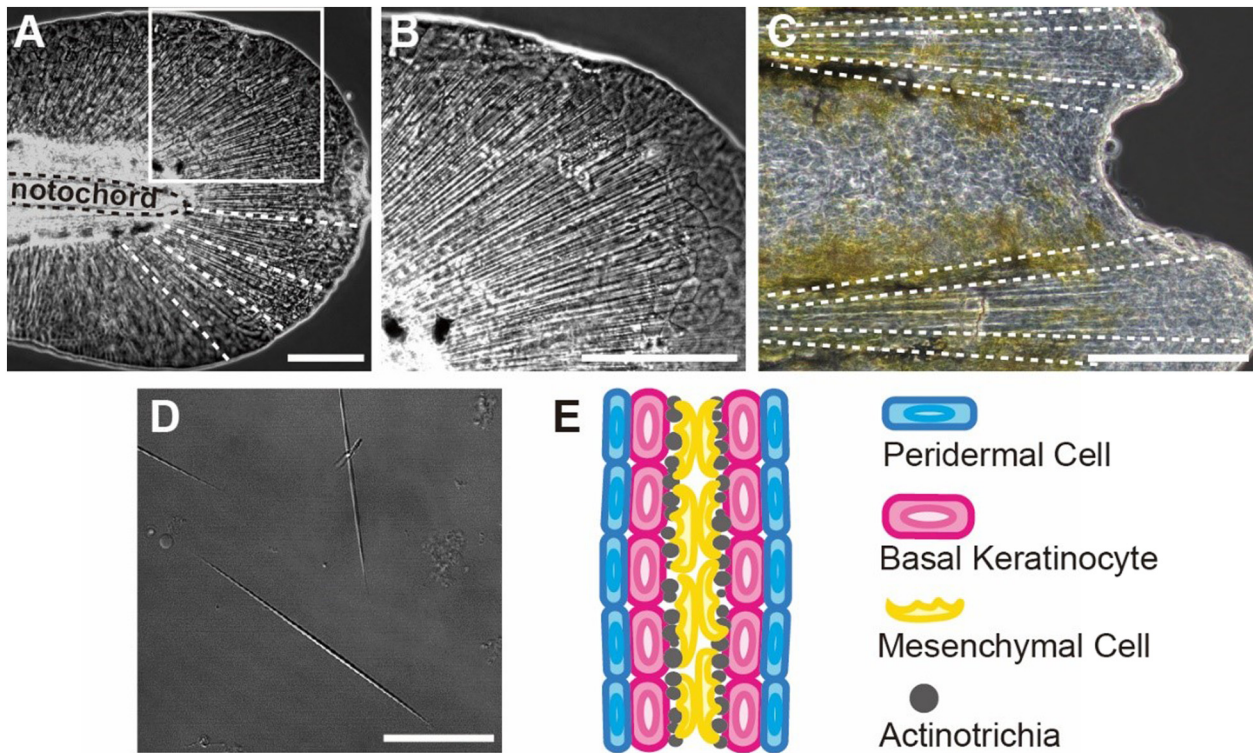 A
B
C
notochord
D
E
Peridermal Cell
Basal Keratinocyte
Mesenchymal Cell
Actinotrichia